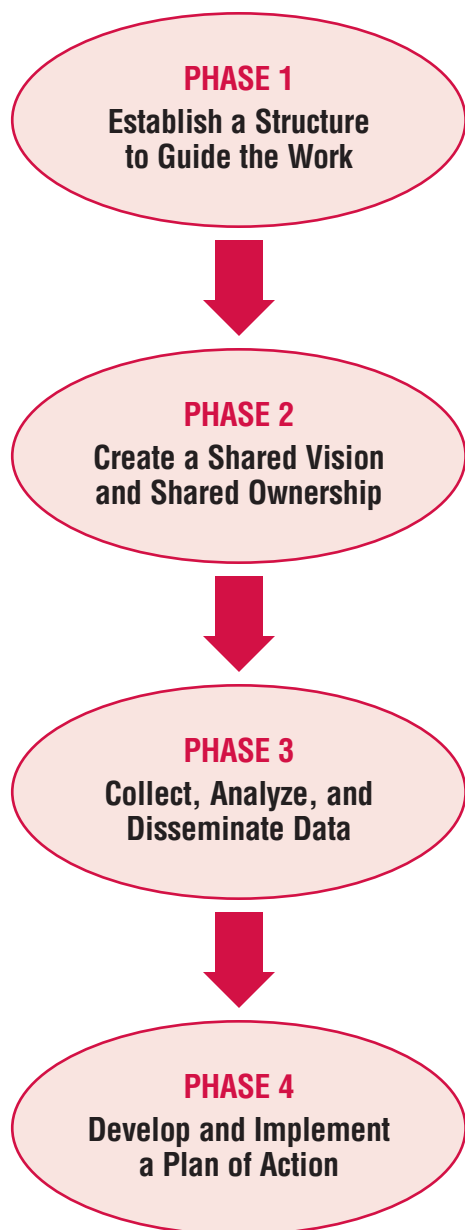 PHASE 1
Establish a Structure
to Guide the Work
PHASE 2
Create a Shared Vision
and Shared Ownership
PHASE 3
Collect, Analyze, and
Disseminate Data
PHASE 4
Develop and Implement
a Plan of Action